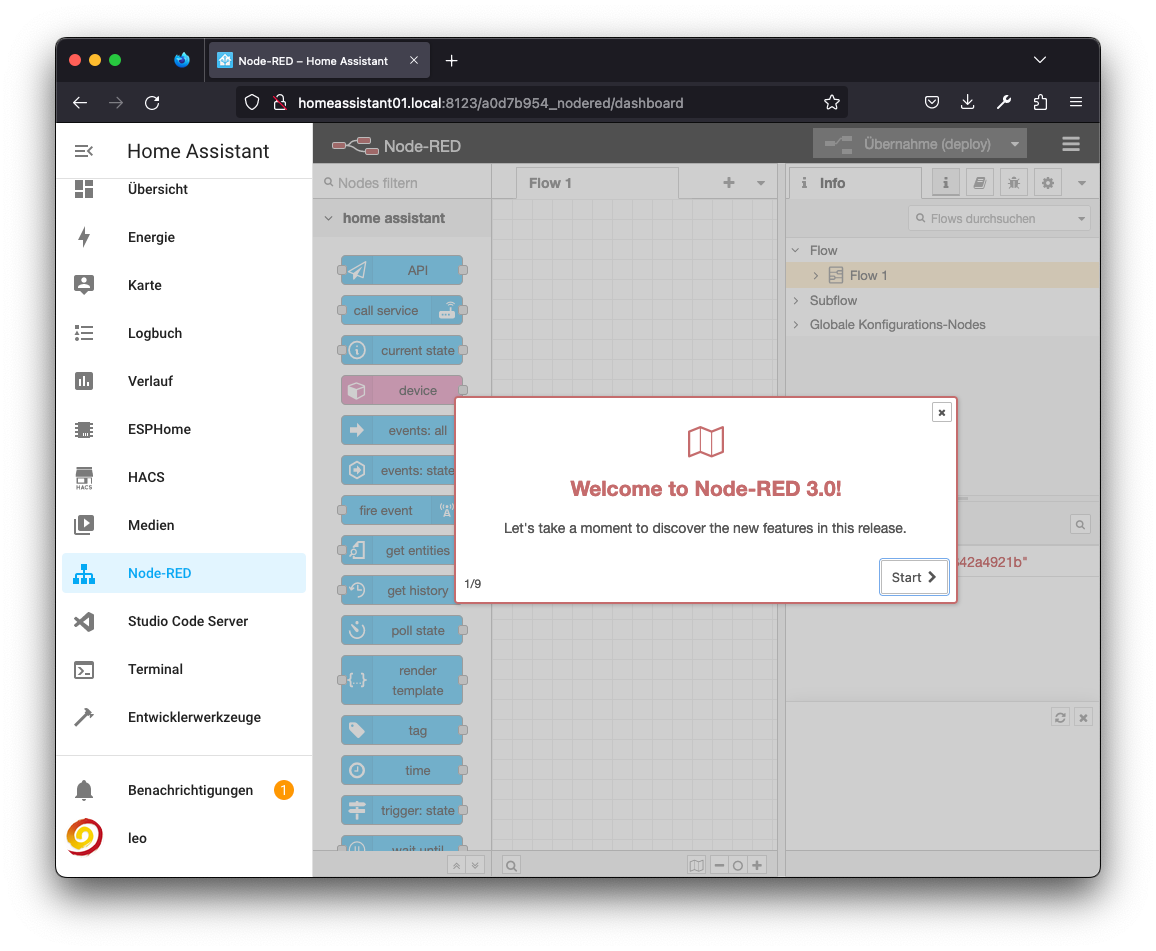 Node-RED – Home Assistant
homeassistant01.local:8123/a0d7b954_nodered/dashboard
Home Assistant
Übersicht
Energie
Karte
Logbuch
Verlauf
ESPHome
HACS
HACS
Medien
Node-RED
Studio Code Server
Terminal
Entwicklerwerkzeuge
Benachrichtigungen 1
leo
Node-RED
Übernahme (deploy)
Nodes filtern
home assistant
API
call service
current state
device
events: all
events: state
fire event
get entities
get history
poll state
render
template
tag
time
trigger: state
wait until
Flow 1
Info
Flows durchsuchen
Flow
Flow 1
Subflow
Globale Konfigurations-Nodes
42a4921b"
Welcome to Node-RED 3.0!
Let's take a moment to discover the new features in this release.
1/9
Start